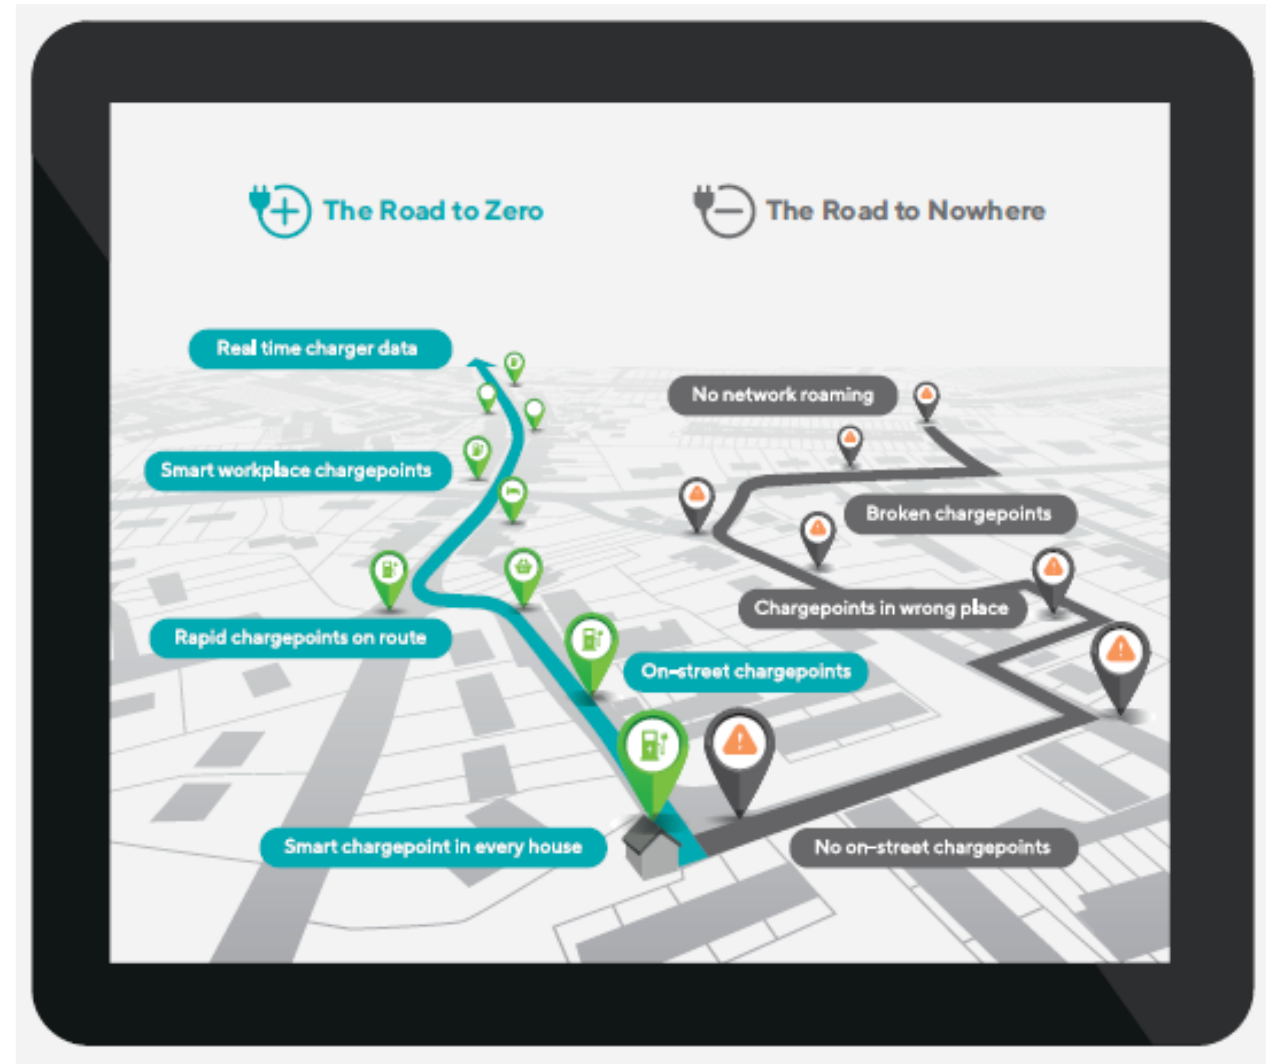 The Road to Zero
The Road to Nowhere
Real time charger data
No network roaming
Smart workplace chargepoints
Broken chargepoints
Chargepoints in wrong place
Rapid chargepoints on route
On-street chargepoints
Smart chargepoint in every house
No on-street chargepoints